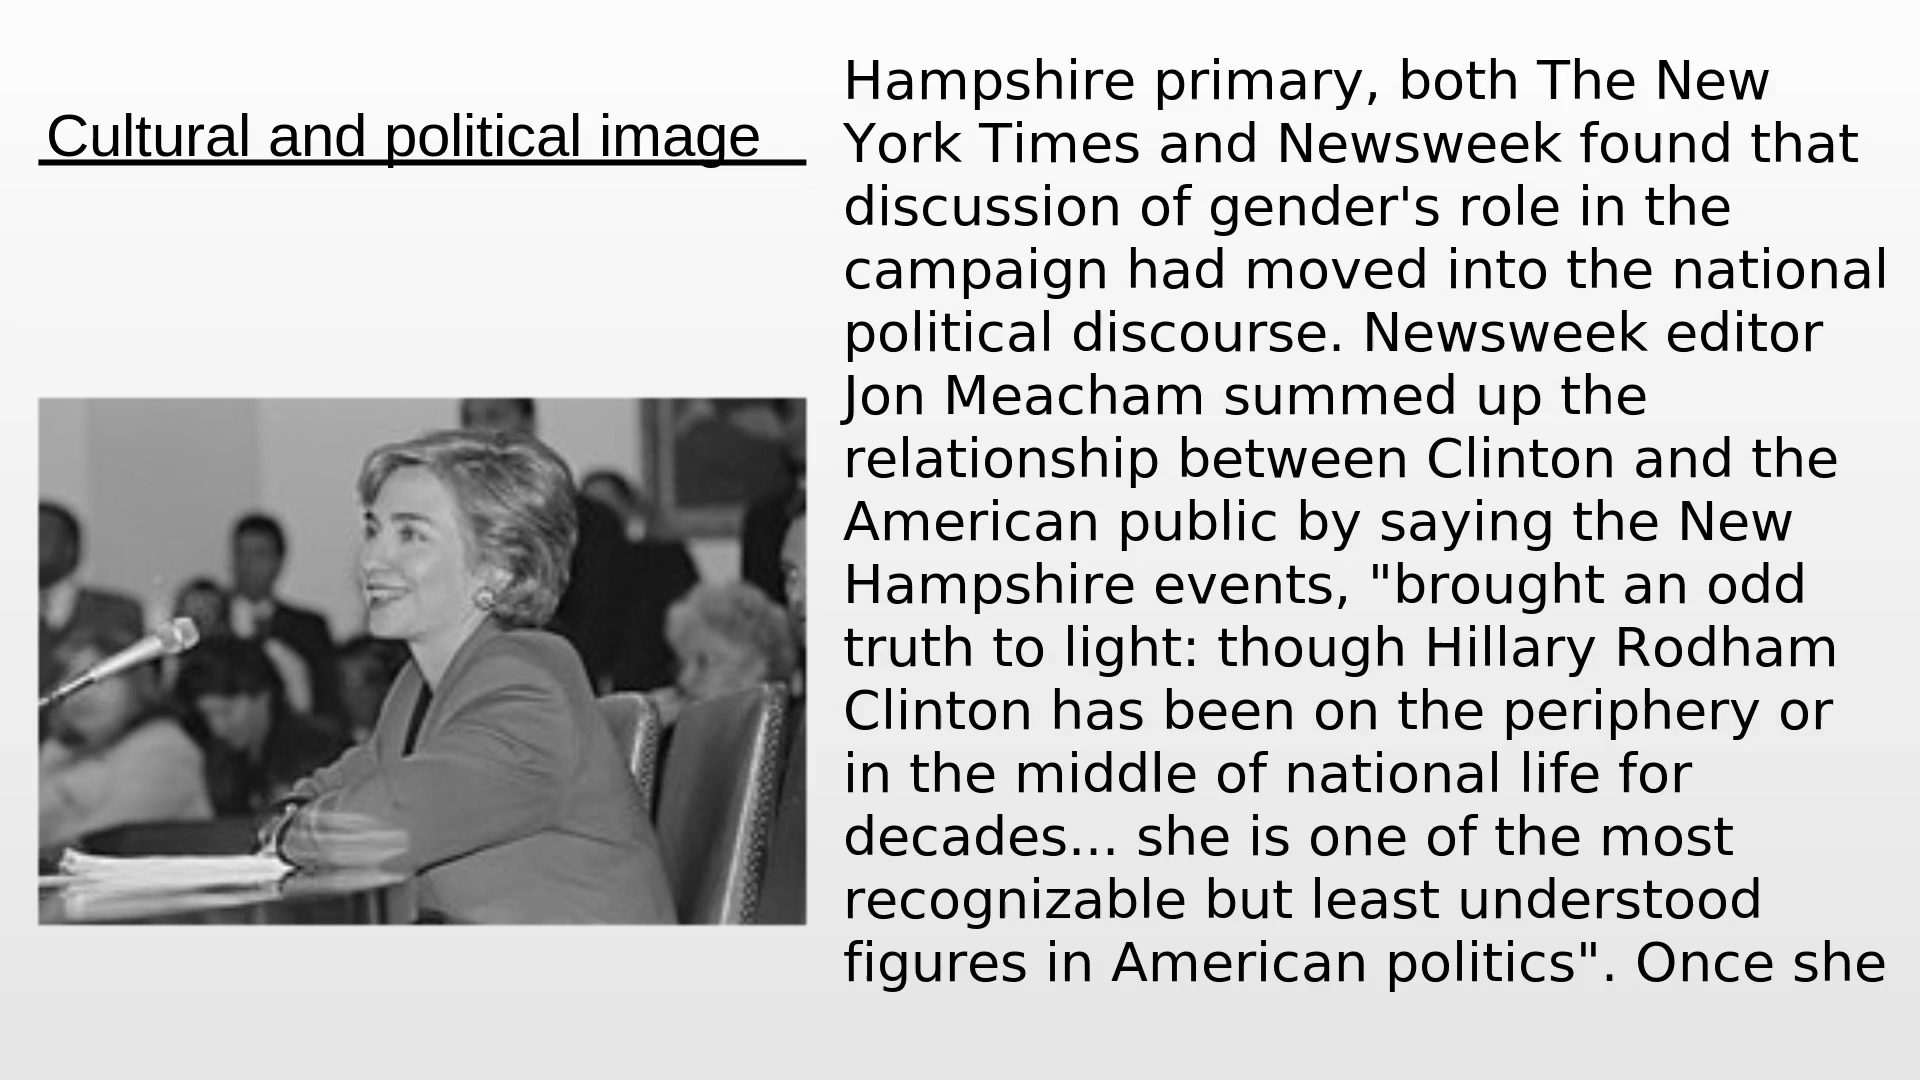 Cultural and political image
Hampshire primary, both The New
York Times and Newsweek found that
discussion of gender's role in the
campaign had moved into the national
political discourse. Newsweek editor
Jon Meacham summed up the
relationship between Clinton and the
American public by saying the New
Hampshire events, "brought an odd
truth to light: though Hillary Rodham
Clinton has been on the periphery or
in the middle of national life for
decades... she is one of the most
recognizable but least understood
figures in American politics". Once she